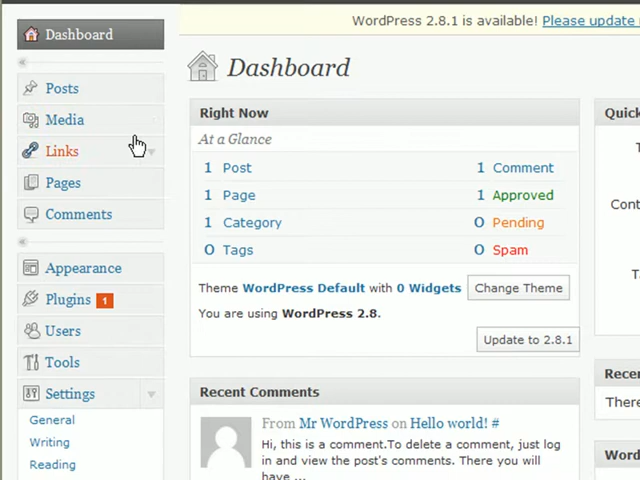 WordPress 2.8.1 is available! Please update
Dashboard
Posts
Media
Links
Pages
Comments
Appearance
Plugins 1
Users
Tools
Settings
General
Writing
Reading
Dashboard
Right Now
At a Glance
1 Post 1 Comment
1 Page 1 Approved
1 Category 0 Pending
0 Tags 0 Spam
Theme WordPress Default with 0 Widgets Change Theme
You are using WordPress 2.8.
Update to 2.8.1
Recent Comments
From Mr WordPress on Hello world! #
Hi, this is a comment.To delete a comment, just log
in and view the post's comments. There you will
have ...
Quic
Cont
Recen
There
Word